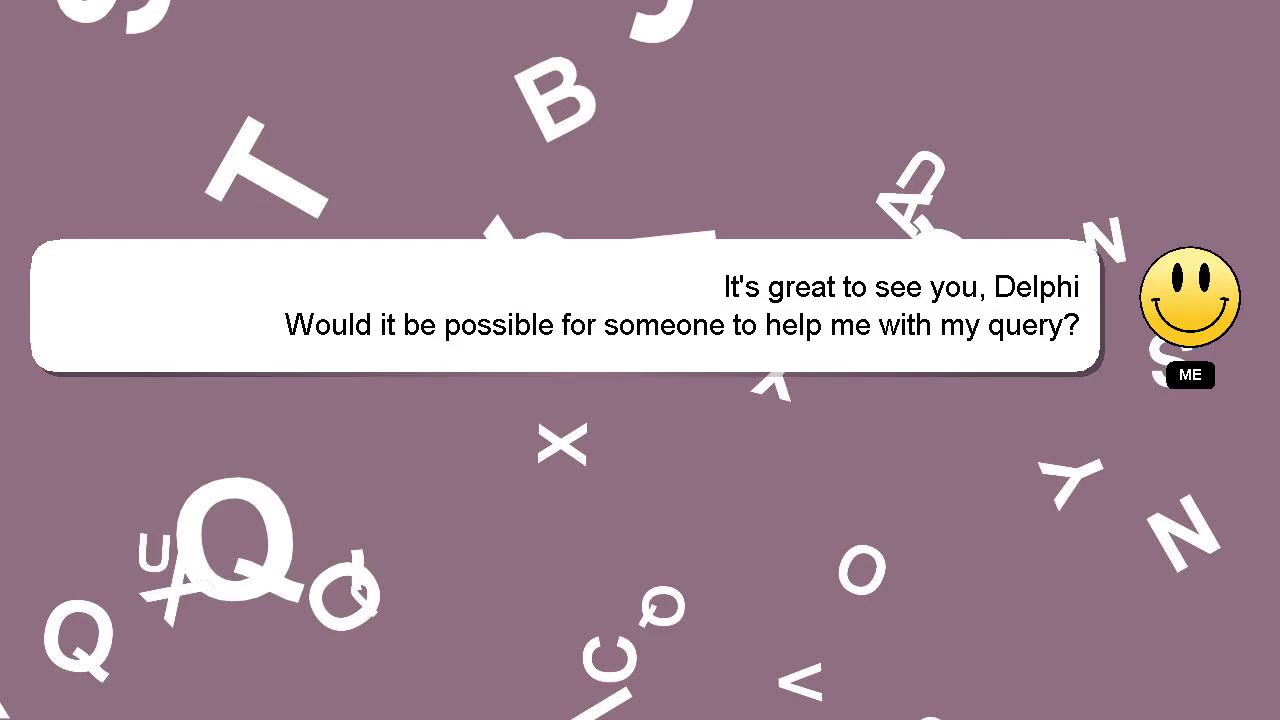 It's great to see you, Delphi
Would it be possible for someone to help me with my query?
ME
T
B
A
U
N
S
X
X
Y
N
Q
U
X
Q
Q
O
Q
C
V